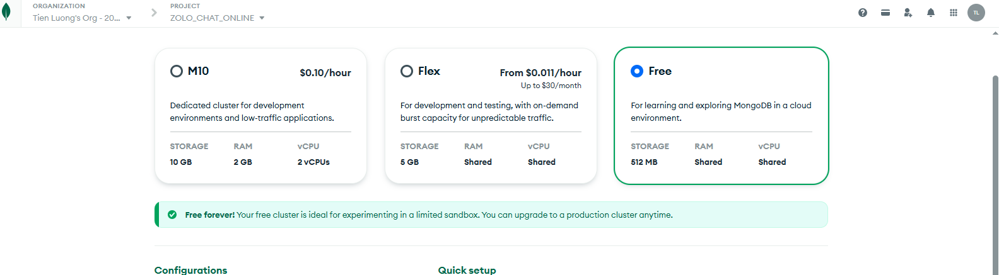 ORGANIZATION
Tien Luong's Org - 20...
PROJECT
ZOLO_CHAT_ONLINE
TL
M10
$0.10/hour
Dedicated cluster for development
environments and low-traffic applications.
STORAGE RAM vCPU
10 GB 2 GB 2 vCPUs
Flex
From $0.011/hour
Up to $30/month
For development and testing, with on-demand
burst capacity for unpredictable traffic.
STORAGE RAM vCPU
5 GB Shared Shared
Free
For learning and exploring MongoDB in a cloud
environment.
STORAGE RAM vCPU
512 MB Shared Shared
Free forever! Your free cluster is ideal for experimenting in a limited sandbox. You can upgrade to a production cluster anytime.
Configurations
Quick setup